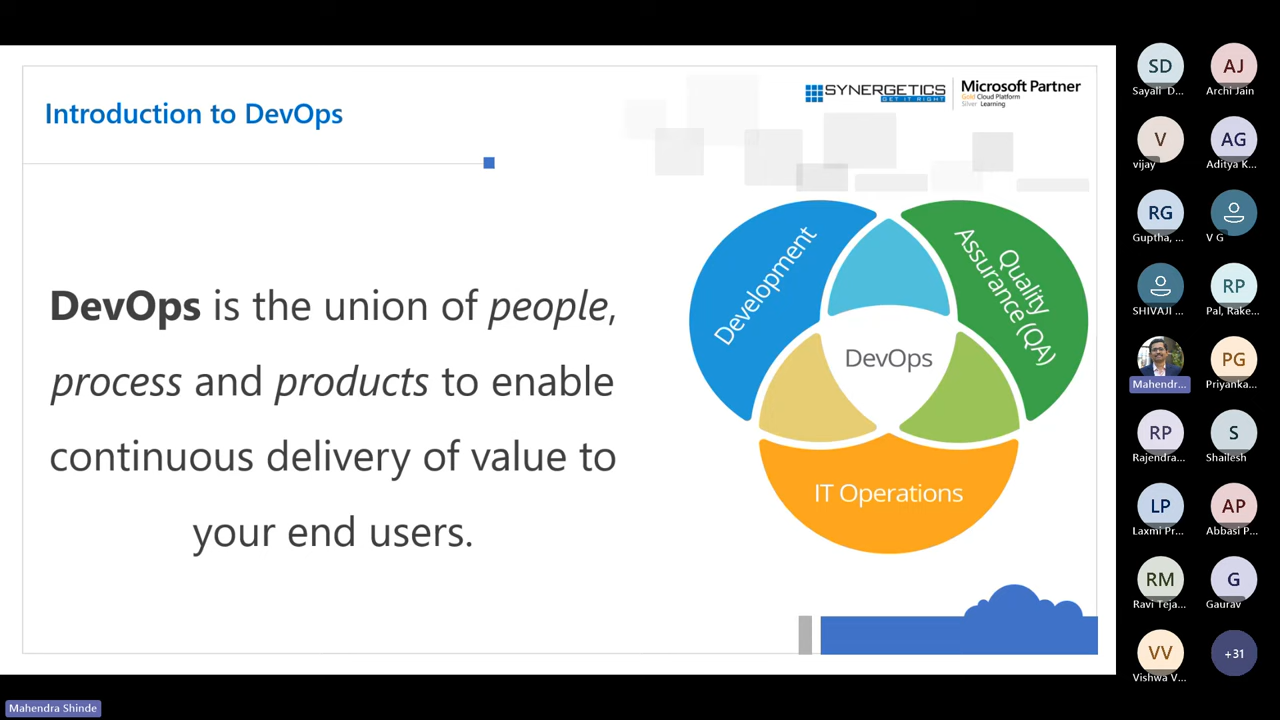 Introduction to DevOps
SYNERGETICS
GET IT RIGHT
Microsoft Partner
Gold Cloud Platform
Silver Learning
DevOps is the union of people,
process and products to enable
continuous delivery of value to
your end users.
Development
Quality
Assurance (QA)
DevOps
IT Operations
SD
Sayali D...
AJ
Archi Jain
V
vijay
AG
Aditya K...
RG
Guptha, ...
V G
SHIVAJI ...
RP
Pal, Rake...
Mahendr...
PG
Priyanka...
RP
Rajendra...
S
Shailesh
LP
Laxmi Pr...
AP
Abbasi P...
RM
Ravi Teja...
G
Gaurav
VV
Vishwa V...
+31
Mahendra Shinde